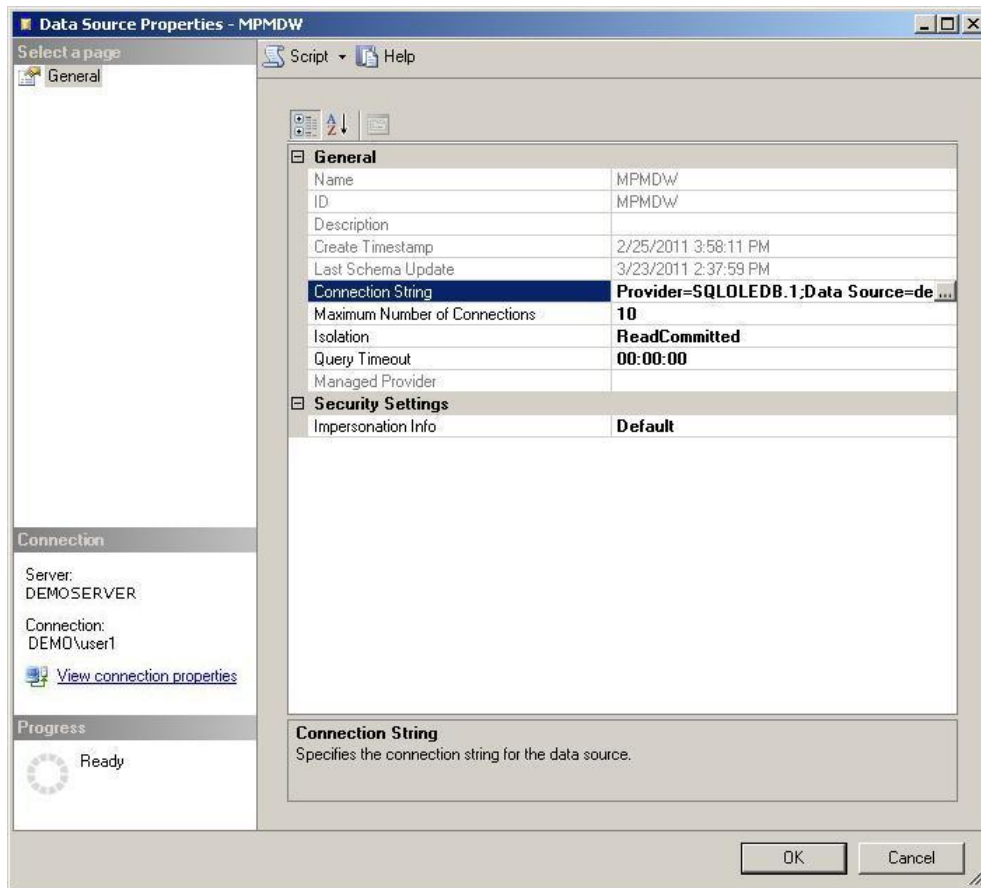 Data Source Properties - MPMDW
Select a page
General
Script
Help
General
Name MPMDW
ID MPMDW
Description
Create Timestamp 2/25/2011 3:58:11 PM
Last Schema Update 3/23/2011 2:37:59 PM
Connection String Provider=SQLOLEDB.1;Data Source=de ...
Maximum Number of Connections 10
Isolation ReadCommitted
Query Timeout 00:00:00
Managed Provider
Security Settings
Impersonation Info Default
Connection
Server:
DEMOSERVER
Connection:
DEMO\user1
View connection properties
Progress
Ready
Connection String
Specifies the connection string for the data source.
OK
Cancel